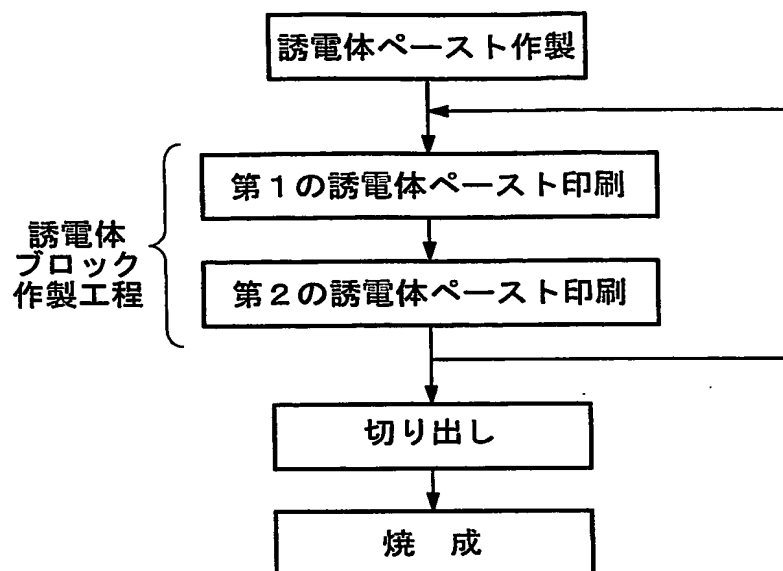 誘電体ペースト作製
第1の誘電体ペースト印刷
誘電体
ブロック
作製工程
第2の誘電体ペースト印刷
切り出し
焼 成